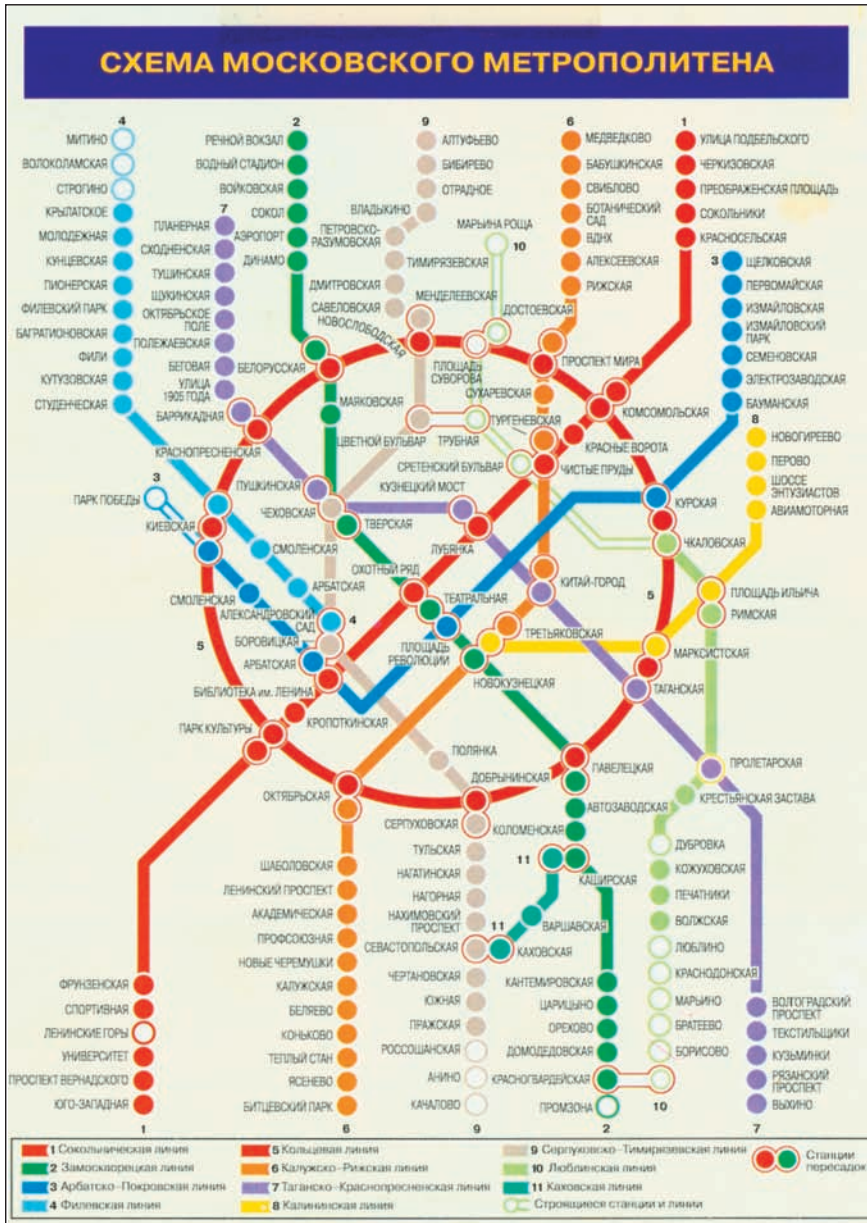 СХЕМА МОСКОВСКОГО МЕТРОПОЛИТЕНА
4
МИТИНО
ВОЛОКОЛАМСКАЯ
СТРОГИНО
КРЫЛАТСКОЕ
МОЛОДЕЖНАЯ
КУНЦЕВСКАЯ
ПИОНЕРСКАЯ
ФИЛЕВСКИЙ ПАРК
БАГРАТИОНОВСКАЯ
ФИЛИ
КУТУЗОВСКАЯ
СТУДЕНЧЕСКАЯ
7
ПЛАНЕРНАЯ
СХОДНЕНСКАЯ
ТУШИНСКАЯ
ЩУКИНСКАЯ
ОКТЯБРЬСКОЕ
ПОЛЕ
ПОЛЕЖАЕВСКАЯ
БЕГОВАЯ
УЛИЦА
1905 ГОДА
БАРРИКАДНАЯ
2
РЕЧНОЙ ВОКЗАЛ
ВОДНЫЙ СТАДИОН
ВОЙКОВСКАЯ
СОКОЛ
АЭРОПОРТ
ДИНАМО
9
АЛТУФЬЕВО
БИБИРЕВО
ОТРАДНОЕ
ВЛАДЫКИНО
ПЕТРОВСКО-
РАЗУМОВСКАЯ
ТИМИРЯЗЕВСКАЯ
ДМИТРОВСКАЯ
САВЕЛОВСКАЯ
МЕНДЕЛЕЕВСКАЯ
НОВОСЛОБОДСКАЯ
МАРЬИНА РОЩА
10
ДОСТОЕВСКАЯ
6
МЕДВЕДКОВО
БАБУШКИНСКАЯ
СВИБЛОВО
БОТАНИЧЕСКИЙ
САД
ВДНХ
АЛЕКСЕЕВСКАЯ
РИЖСКАЯ
1
УЛИЦА ПОДБЕЛЬСКОГО
ЧЕРКИЗОВСКАЯ
ПРЕОБРАЖЕНСКАЯ ПЛОЩАДЬ
СОКОЛЬНИКИ
КРАСНОСЕЛЬСКАЯ
3
ЩЕЛКОВСКАЯ
ПЕРВОМАЙСКАЯ
ИЗМАЙЛОВСКАЯ
ИЗМАЙЛОВСКИЙ
ПАРК
СЕМЕНОВСКАЯ
ЭЛЕКТРОЗАВОДСКАЯ
БАУМАНСКАЯ
8
НОВОГИРЕЕВО
ПЕРОВО
ШОССЕ
ЭНТУЗИАСТОВ
АВИАМОТОРНАЯ
БЕЛОРУССКАЯ
ПЛОЩАДЬ
СУВОРОВА
ПРОСПЕКТ МИРА
СУХАРЕВСКАЯ
КОМСОМОЛЬСКАЯ
МАЯКОВСКАЯ
ТУРГЕНЕВСКАЯ
КРАСНОПРЕСНЕНСКАЯ
ЦВЕТНОЙ БУЛЬВАР
ТРУБНАЯ
КРАСНЫЕ ВОРОТА
СРЕТЕНСКИЙ БУЛЬВАР
ЧИСТЫЕ ПРУДЫ
3
ПАРК ПОБЕДЫ
ПУШКИНСКАЯ
КУЗНЕЦКИЙ МОСТ
КУРСКАЯ
ЧЕХОВСКАЯ
ТВЕРСКАЯ
КИЕВСКАЯ
ЛУБЯНКА
ЧКАЛОВСКАЯ
СМОЛЕНСКАЯ
ОХОТНЫЙ РЯД
КИТАЙ-ГОРОД
АРБАТСКАЯ
СМОЛЕНСКАЯ
ТЕАТРАЛЬНАЯ
5
ПЛОЩАДЬ ИЛЬИЧА
РИМСКАЯ
АЛЕКСАНДРОВСКИЙ
САД
4
ПЛОЩАДЬ
РЕВОЛЮЦИИ
ТРЕТЬЯКОВСКАЯ
5
БОРОВИЦКАЯ
МАРКСИСТСКАЯ
АРБАТСКАЯ
НОВОКУЗНЕЦКАЯ
ТАГАНСКАЯ
БИБЛИОТЕКА им. ЛЕНИНА
КРОПОТКИНСКАЯ
ПАРК КУЛЬТУРЫ
ПОЛЯНКА
ПРОЛЕТАРСКАЯ
ДОБРЫНИНСКАЯ
ПАВЕЛЕЦКАЯ
ОКТЯБРЬСКАЯ
КРЕСТЬЯНСКАЯ ЗАСТАВА
АВТОЗАВОДСКАЯ
СЕРПУХОВСКАЯ
КОЛОМЕНСКАЯ
ДУБРОВКА
ТУЛЬСКАЯ
11
КАШИРСКАЯ
КОЖУХОВСКАЯ
ШАБОЛОВСКАЯ
ЛЕНИНСКИЙ ПРОСПЕКТ
АКАДЕМИЧЕСКАЯ
ПРОФСОЮЗНАЯ
НОВЫЕ ЧЕРЕМУШКИ
КАЛУЖСКАЯ
БЕЛЯЕВО
КОНЬКОВО
ТЕПЛЫЙ СТАН
ЯСЕНЕВО
БИТЦЕВСКИЙ ПАРК
6
НАГАТИНСКАЯ
НАГОРНАЯ
НАХИМОВСКИЙ
ПРОСПЕКТ
СЕВАСТОПОЛЬСКАЯ
ЧЕРТАНОВСКАЯ
ЮЖНАЯ
ПРАЖСКАЯ
РОССОШАНСКАЯ
АНИНО
КАЧАЛОВО
9
11
ВАРШАВСКАЯ
КАХОВСКАЯ
КАНТЕМИРОВСКАЯ
ЦАРИЦЫНО
ОРЕХОВО
ДОМОДЕДОВСКАЯ
КРАСНОГВАРДЕЙСКАЯ
ПРОМЗОНА
2
ПЕЧАТНИКИ
ВОЛЖСКАЯ
ЛЮБЛИНО
КРАСНОДОНСКАЯ
МАРЬИНО
БРАТЕЕВО
БОРИСОВО
10
ВОЛГОГРАДСКИЙ
ПРОСПЕКТ
ТЕКСТИЛЬЩИКИ
КУЗЬМИНКИ
РЯЗАНСКИЙ
ПРОСПЕКТ
ВЫХИНО
7
ФРУНЗЕНСКАЯ
СПОРТИВНАЯ
ЛЕНИНСКИЕ ГОРЫ
УНИВЕРСИТЕТ
ПРОСПЕКТ ВЕРНАДСКОГО
ЮГО-ЗАПАДНАЯ
1
1 Сокольническая линия
2 Замоскворецкая линия
3 Арбатско-Покровская линия
4 Филевская линия
5 Кольцевая линия
6 Калужско-Рижская линия
7 Таганско-Краснопресненская линия
8 Калининская линия
9 Серпуховско-Тимирязевская линия
10 Люблинская линия
11 Каховская линия
Строящиеся станции и линии
Станции
пересадок